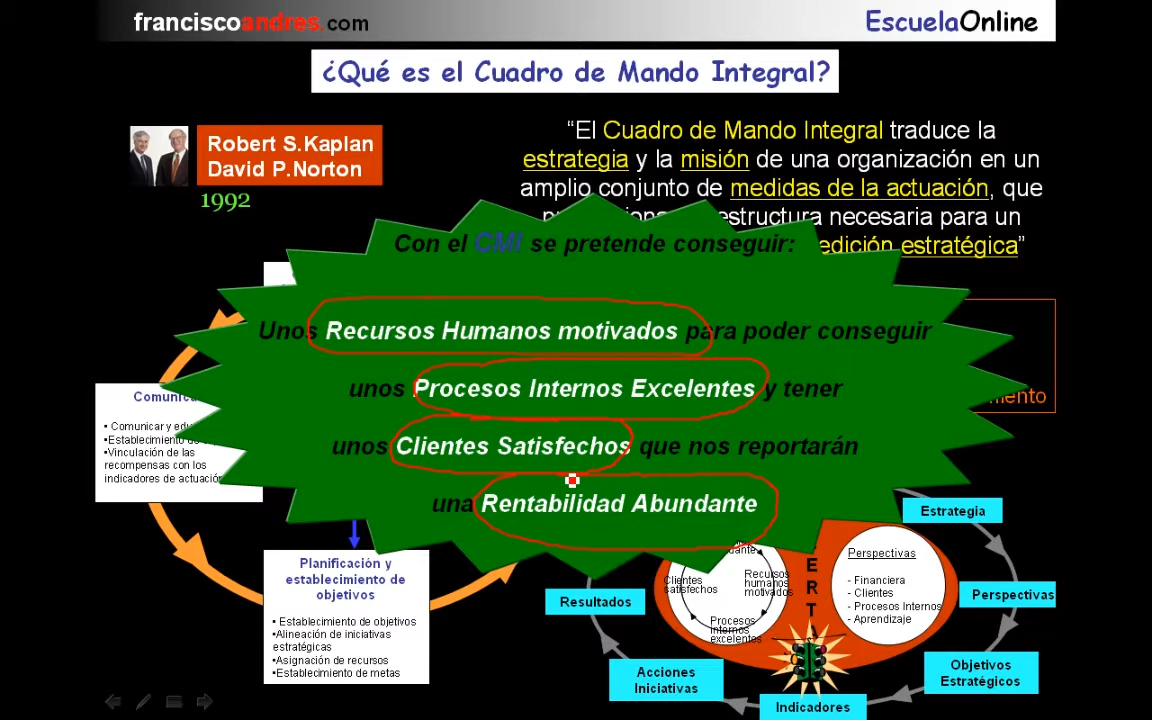 franciscoandres.com
EscuelaOnline
¿Qué es el Cuadro de Mando Integral?
Robert S.Kaplan
David P.Norton
1992
“El Cuadro de Mando Integral traduce la
estrategia y la misión de una organización en un
amplio conjunto de medidas de la actuación, que
estructura necesaria para un
edición estratégica”
Con el CMI se pretende conseguir:
Unos Recursos Humanos motivados para poder conseguir
unos Procesos Internos Excelentes y tener
unos Clientes Satisfechos que nos reportarán
una Rentabilidad Abundante
Comunic
▪ Comunicar y edu
▪Establecimiento de
▪Vinculación de las
recompensas con los
indicadores de actuación
Planificación y
establecimiento de
objetivos
▪ Establecimiento de objetivos
▪Alineación de iniciativas
estratégicas
▪Asignación de recursos
▪Establecimiento de metas
Estrategia
Perspectivas
Objetivos
Estratégicos
Indicadores
Acciones
Iniciativas
Resultados
Clientes
satisfechos
Recursos
humanos
motivados
Procesos
internos
excelentes
E
R
T
Perspectivas
- Financiera
- Clientes
- Procesos Internos
- Aprendizaje